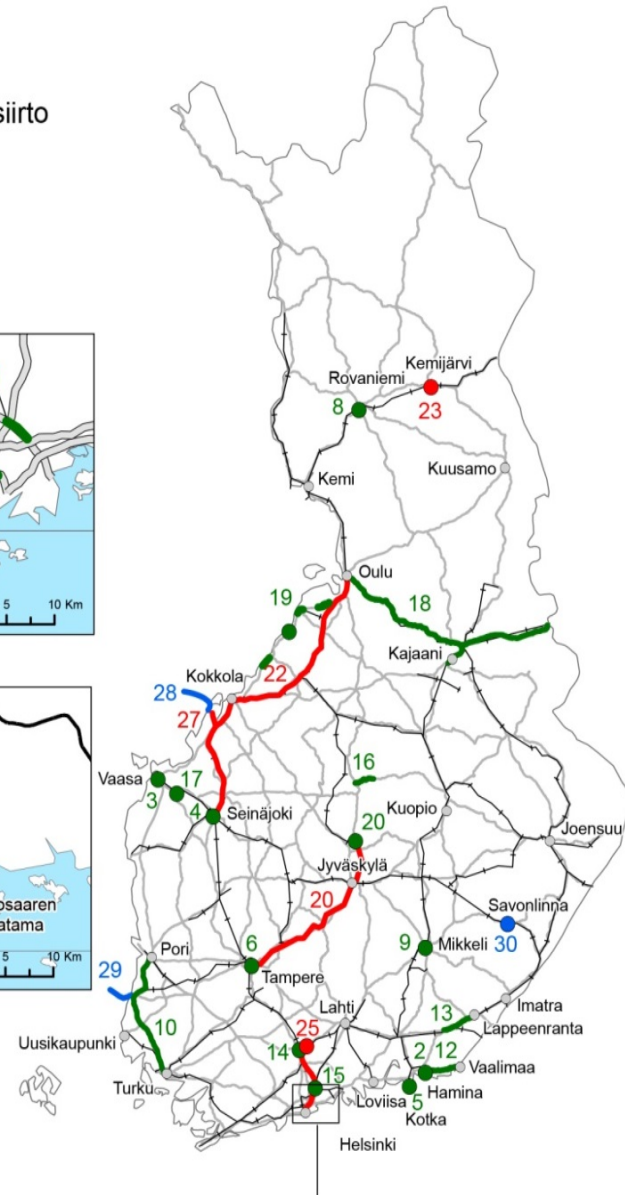 siirto
Kemijärvi
Rovaniemi
8
23
Kuusamo
Kemi
Oulu
19
18
5 10 Km
Kajaani
22
Kokkola
28
27
16
Vaasa
17
3
4
Seinäjoki
Kuopio
20
Joensuu
Jyväskylä
20
Savonlinna
30
osaaren
atama
5 10 Km
Pori
6
9
Mikkeli
Tampere
29
Imatra
Lahti
13
Lappeenranta
10
Uusikaupunki
25
14
2 12
Vaalimaa
15
Turku
Loviisa
5
Hamina
Kotka
Helsinki